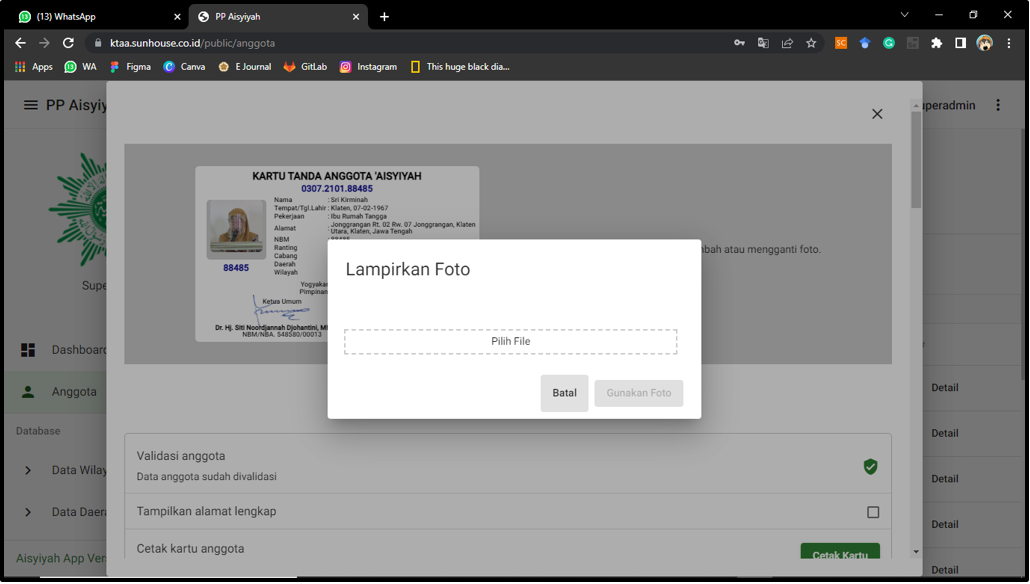 (13) WhatsApp
PP Aisyiyah
ktaa.sunhouse.co.id/public/anggota
Apps
WA
Figma
Canva
E Journal
GitLab
Instagram
This huge black dia...
PP Aisyiy
peradmin
KARTU TANDA ANGGOTA 'AISYIYAH
0307.2101.88485
Nama : Sri Kirminah
Tempat/Tgl.Lahir : Klaten, 07-02-1967
Pekerjaan : Ibu Rumah Tangga
Alamat : Jonggrangan Rt. 02 Rw. 07 Jonggrangan, Klaten
Utara, Klaten, Jawa Tengah
NBM : 88485
Ranting
Cabang
Daerah
Wilayah
88485
Yogyaka
Pimpinan
Ketua Umum
Dr. Hj. Siti Noordjannah Djohantini, M
NBM/NBA. 548580/00013
mbah atau mengganti foto.
Lampirkan Foto
Pilih File
Batal
Gunakan Foto
Supe
Dashboard
Anggota
Database
Data Wilay
Data Daera
Aisyiyah App Ver
Validasi anggota
Data anggota sudah divalidasi
Tampilkan alamat lengkap
Cetak kartu anggota
Cetak Kartu
Detail
Detail
Detail
Detail
Detail